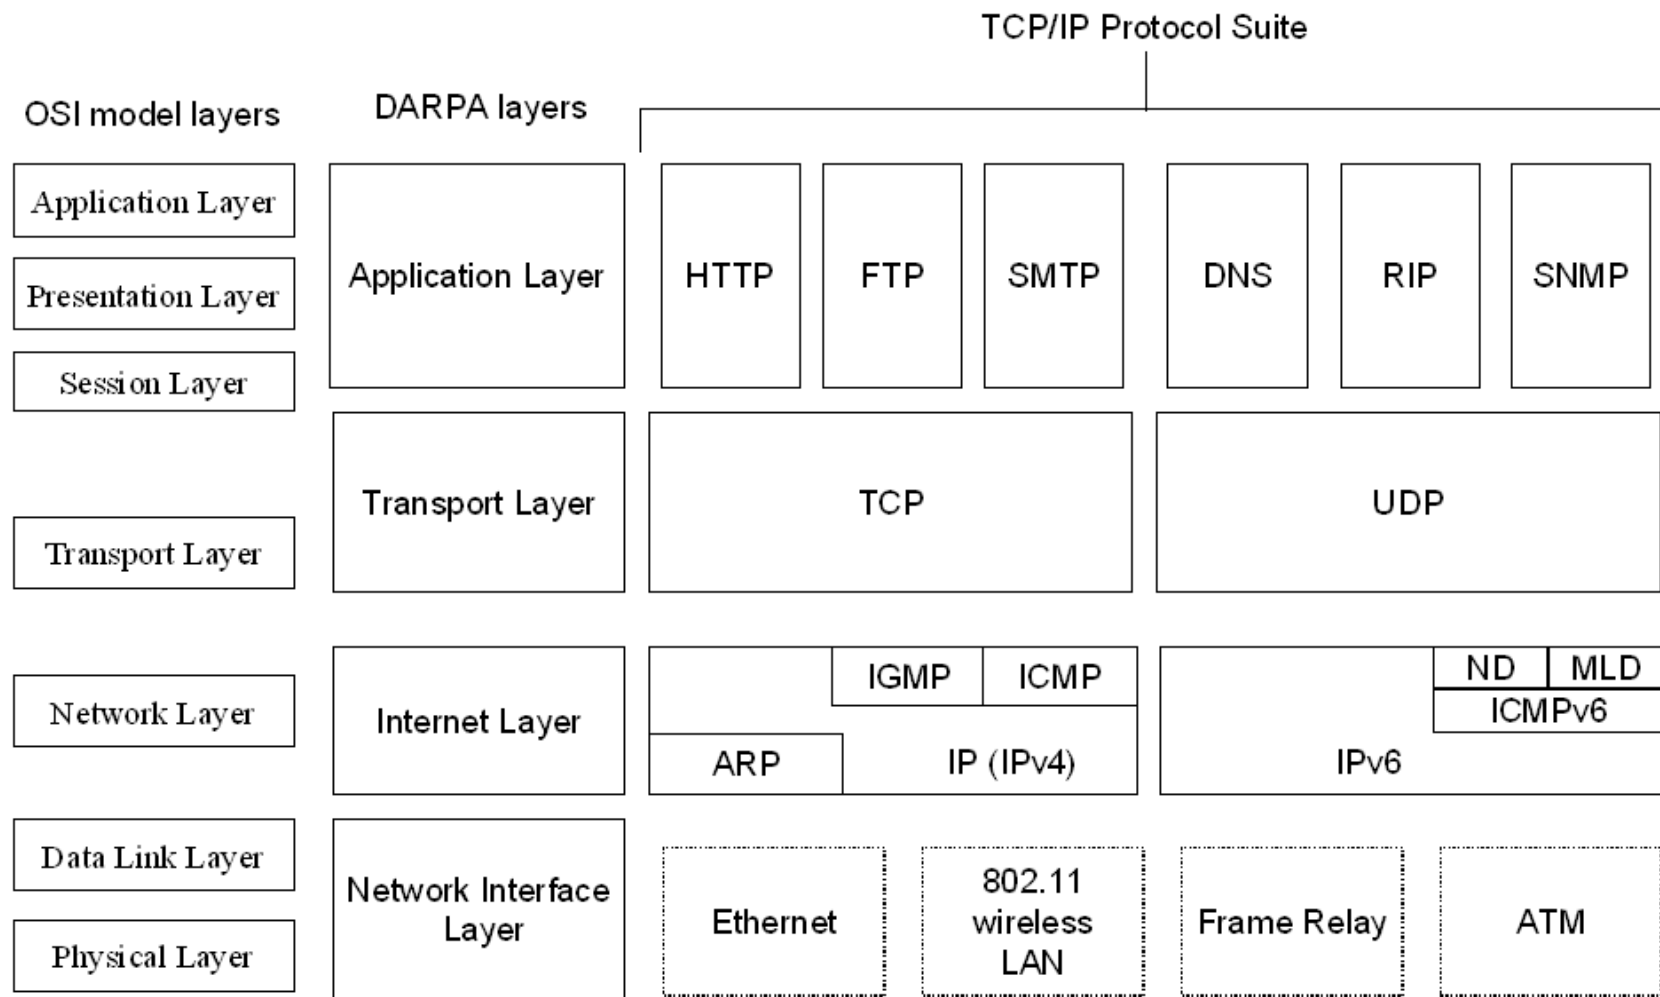 TCP/IP Protocol Suite
OSI model layers
DARPA layers
Application Layer
Presentation Layer
Session Layer
Application Layer
HTTP
FTP
SMTP
DNS
RIP
SNMP
Transport Layer
Transport Layer
TCP
UDP
Network Layer
Internet Layer
IGMP
ICMP
ARP
IP (IPv4)
ND
MLD
ICMPv6
IPv6
Data Link Layer
Physical Layer
Network Interface
Layer
Ethernet
802.11
wireless
LAN
Frame Relay
ATM